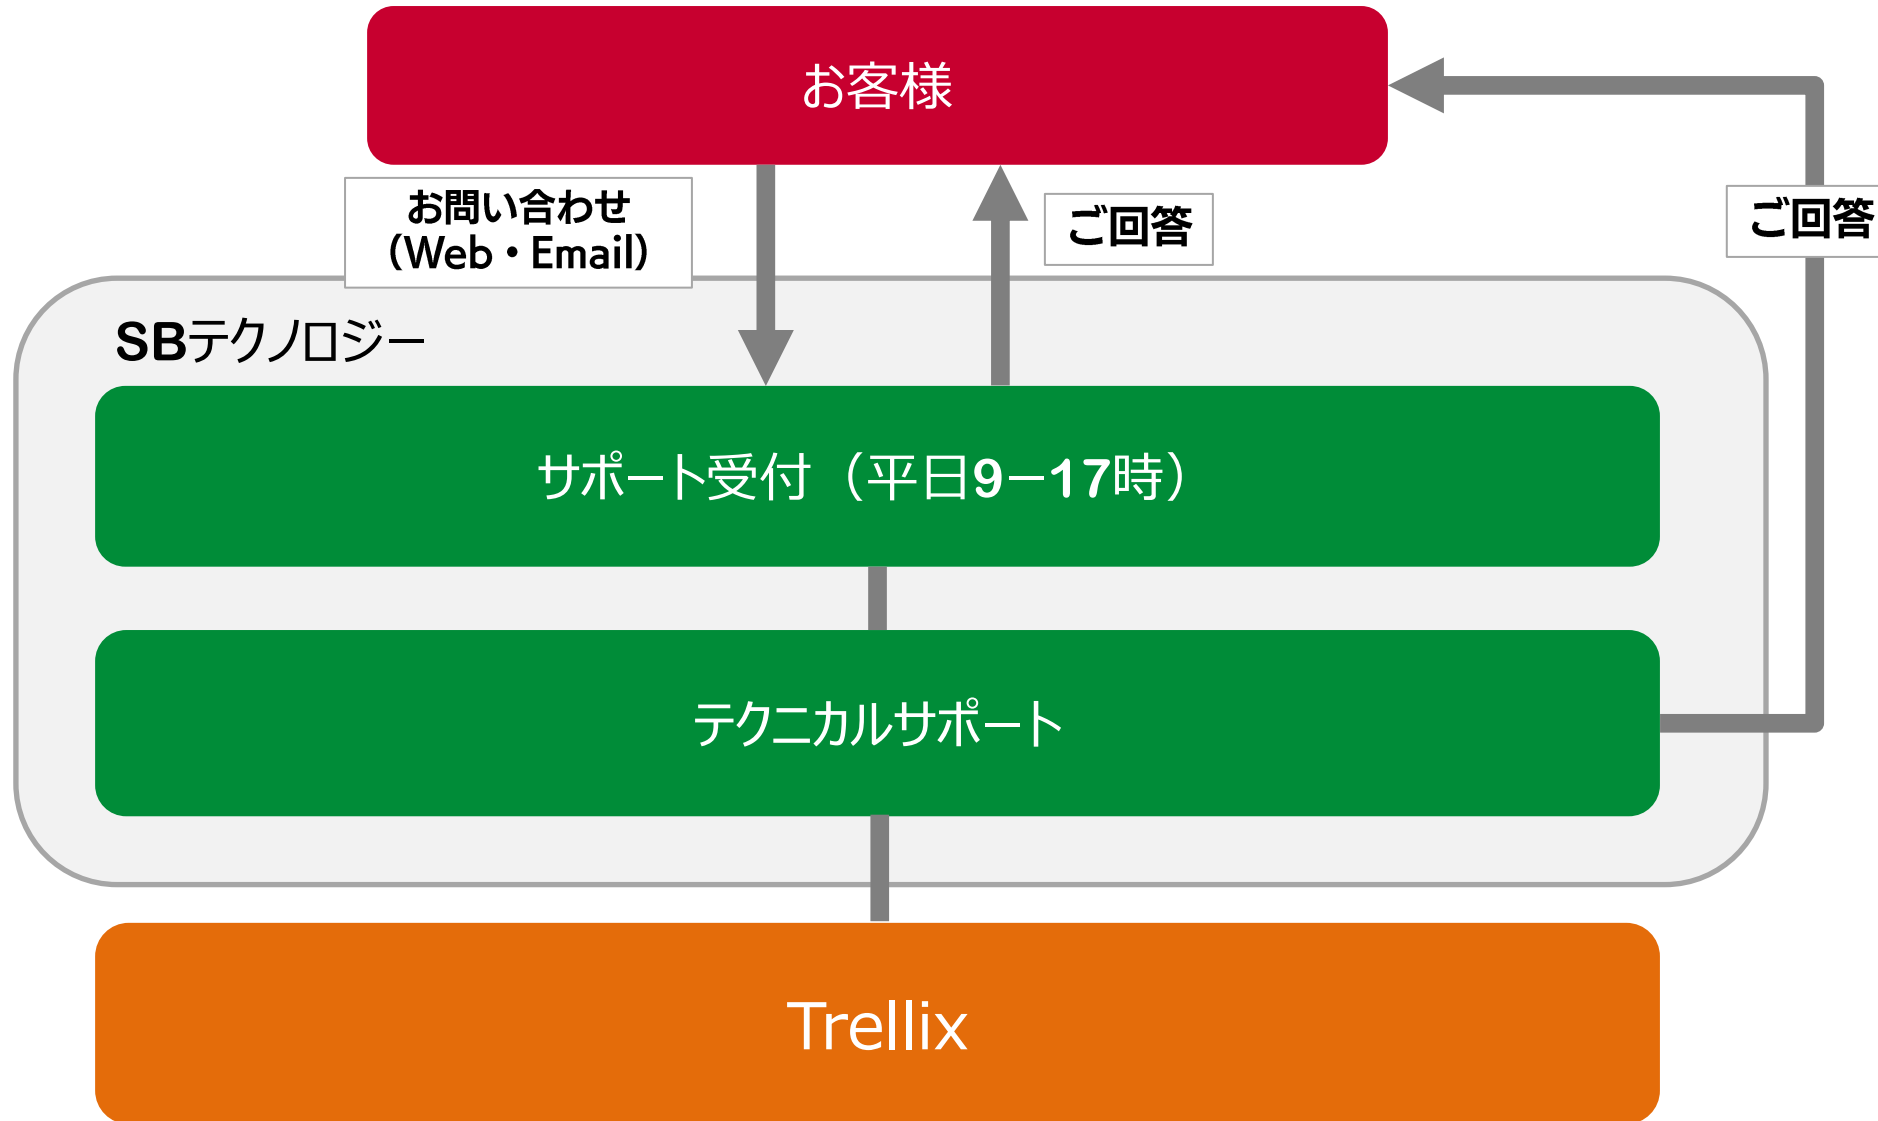 お客様
お問い合わせ
（Web・Email）
ご回答
ご回答
SBテクノロジー
サポート受付（平日9－17時）
テクニカルサポート
Trellix